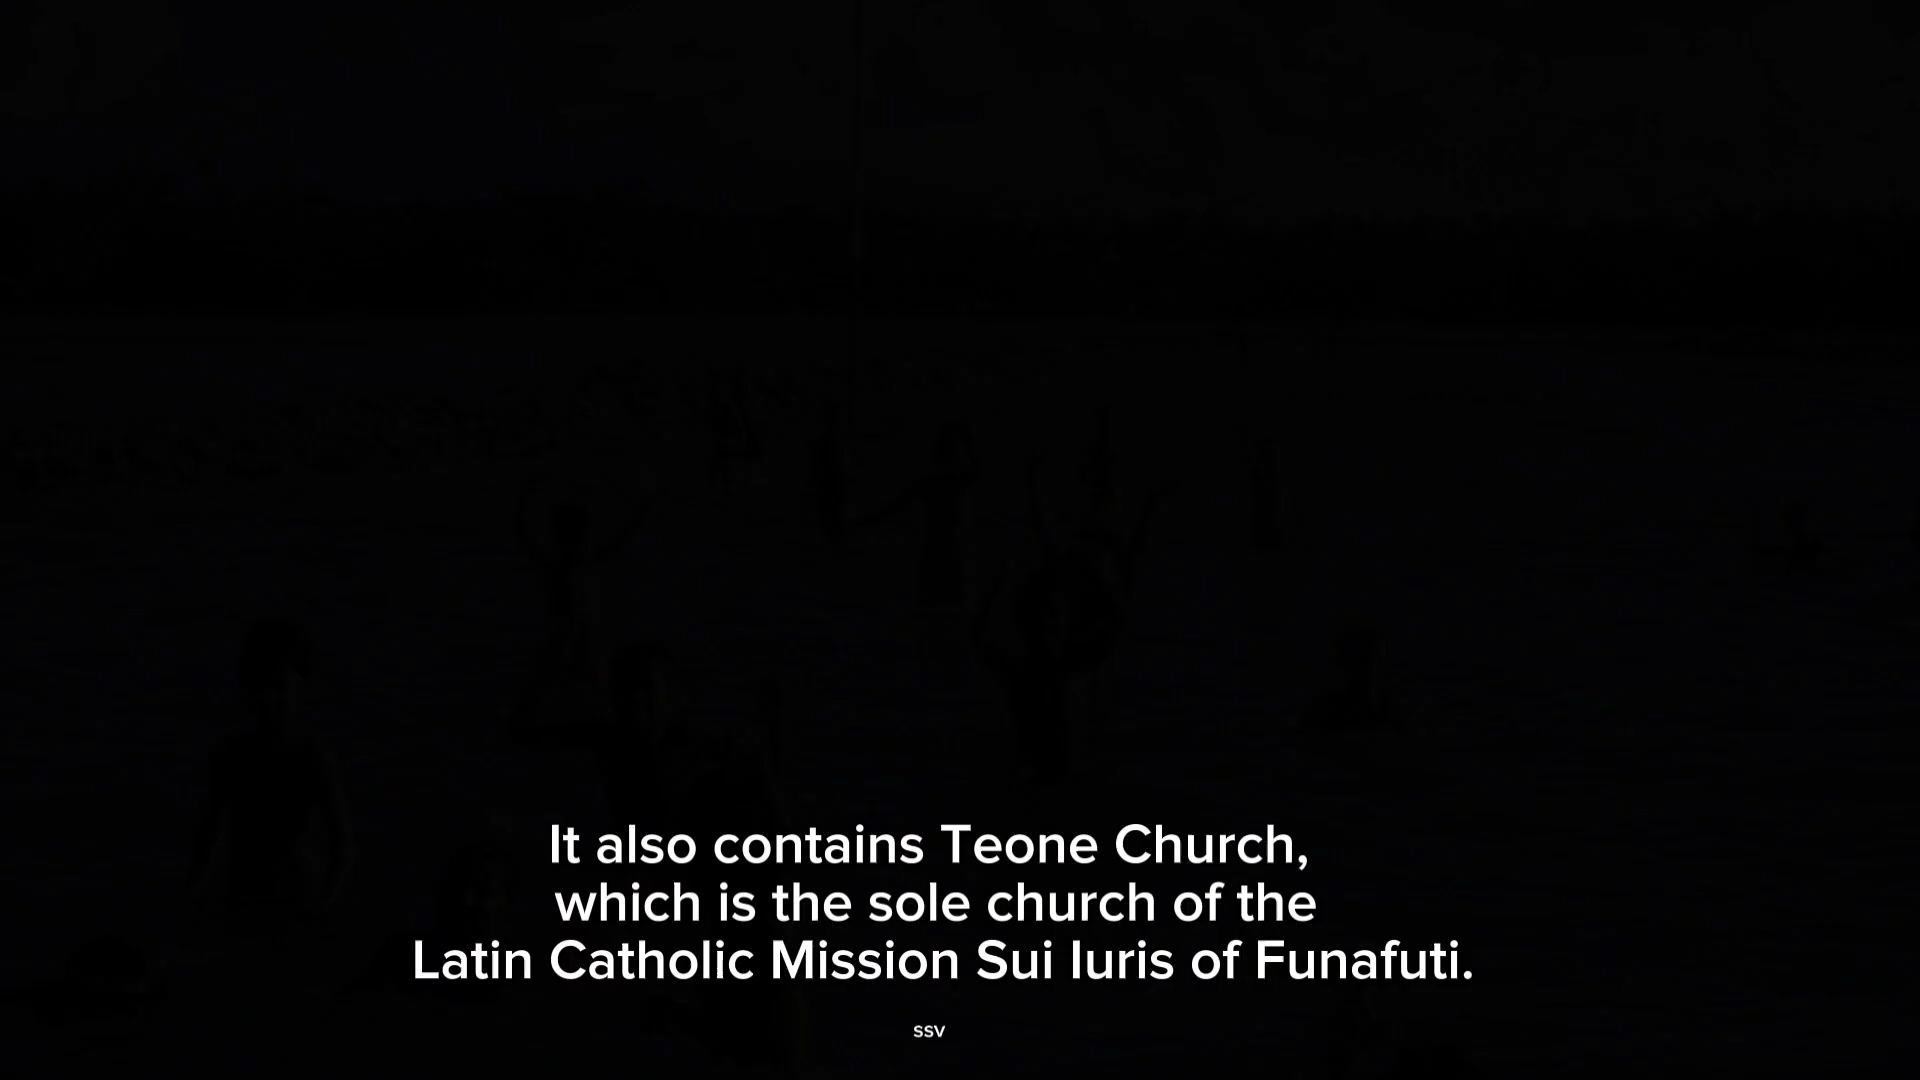 It also contains Teone Church,
which is the sole church of the
Latin Catholic Mission Sui Iuris of Funafuti.
ssv